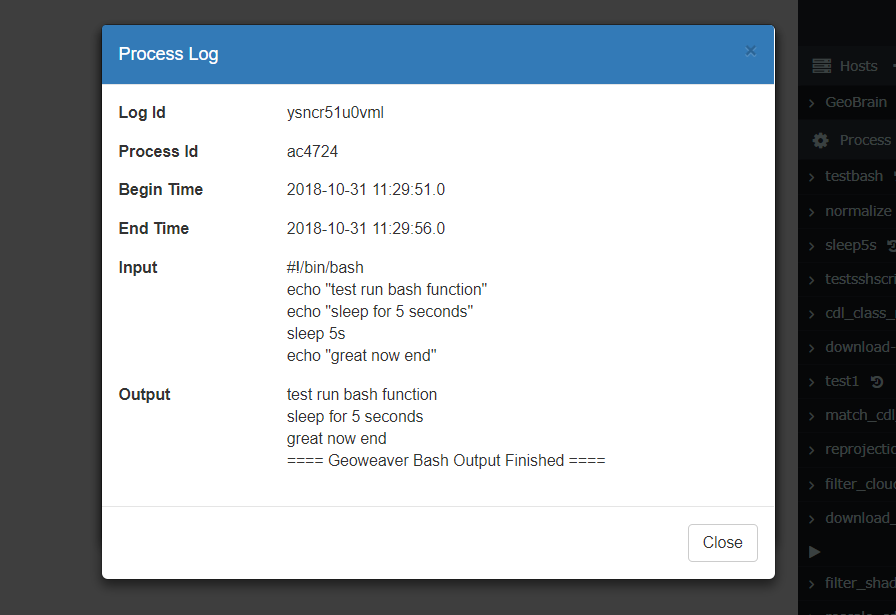 Process Log
×
Log Id ysncr51u0vml
Process Id ac4724
Begin Time 2018-10-31 11:29:51.0
End Time 2018-10-31 11:29:56.0
Input #!/bin/bash
echo "test run bash function"
echo "sleep for 5 seconds"
sleep 5s
echo "great now end"
Output test run bash function
sleep for 5 seconds
great now end
==== Geoweaver Bash Output Finished ====
Close
Hosts
GeoBrain
Process
testbash
normalize
sleep5s
testsshscri
cdl_class_
download-
test1
match_cdl
reprojectio
filter_clou
download_
filter_shad